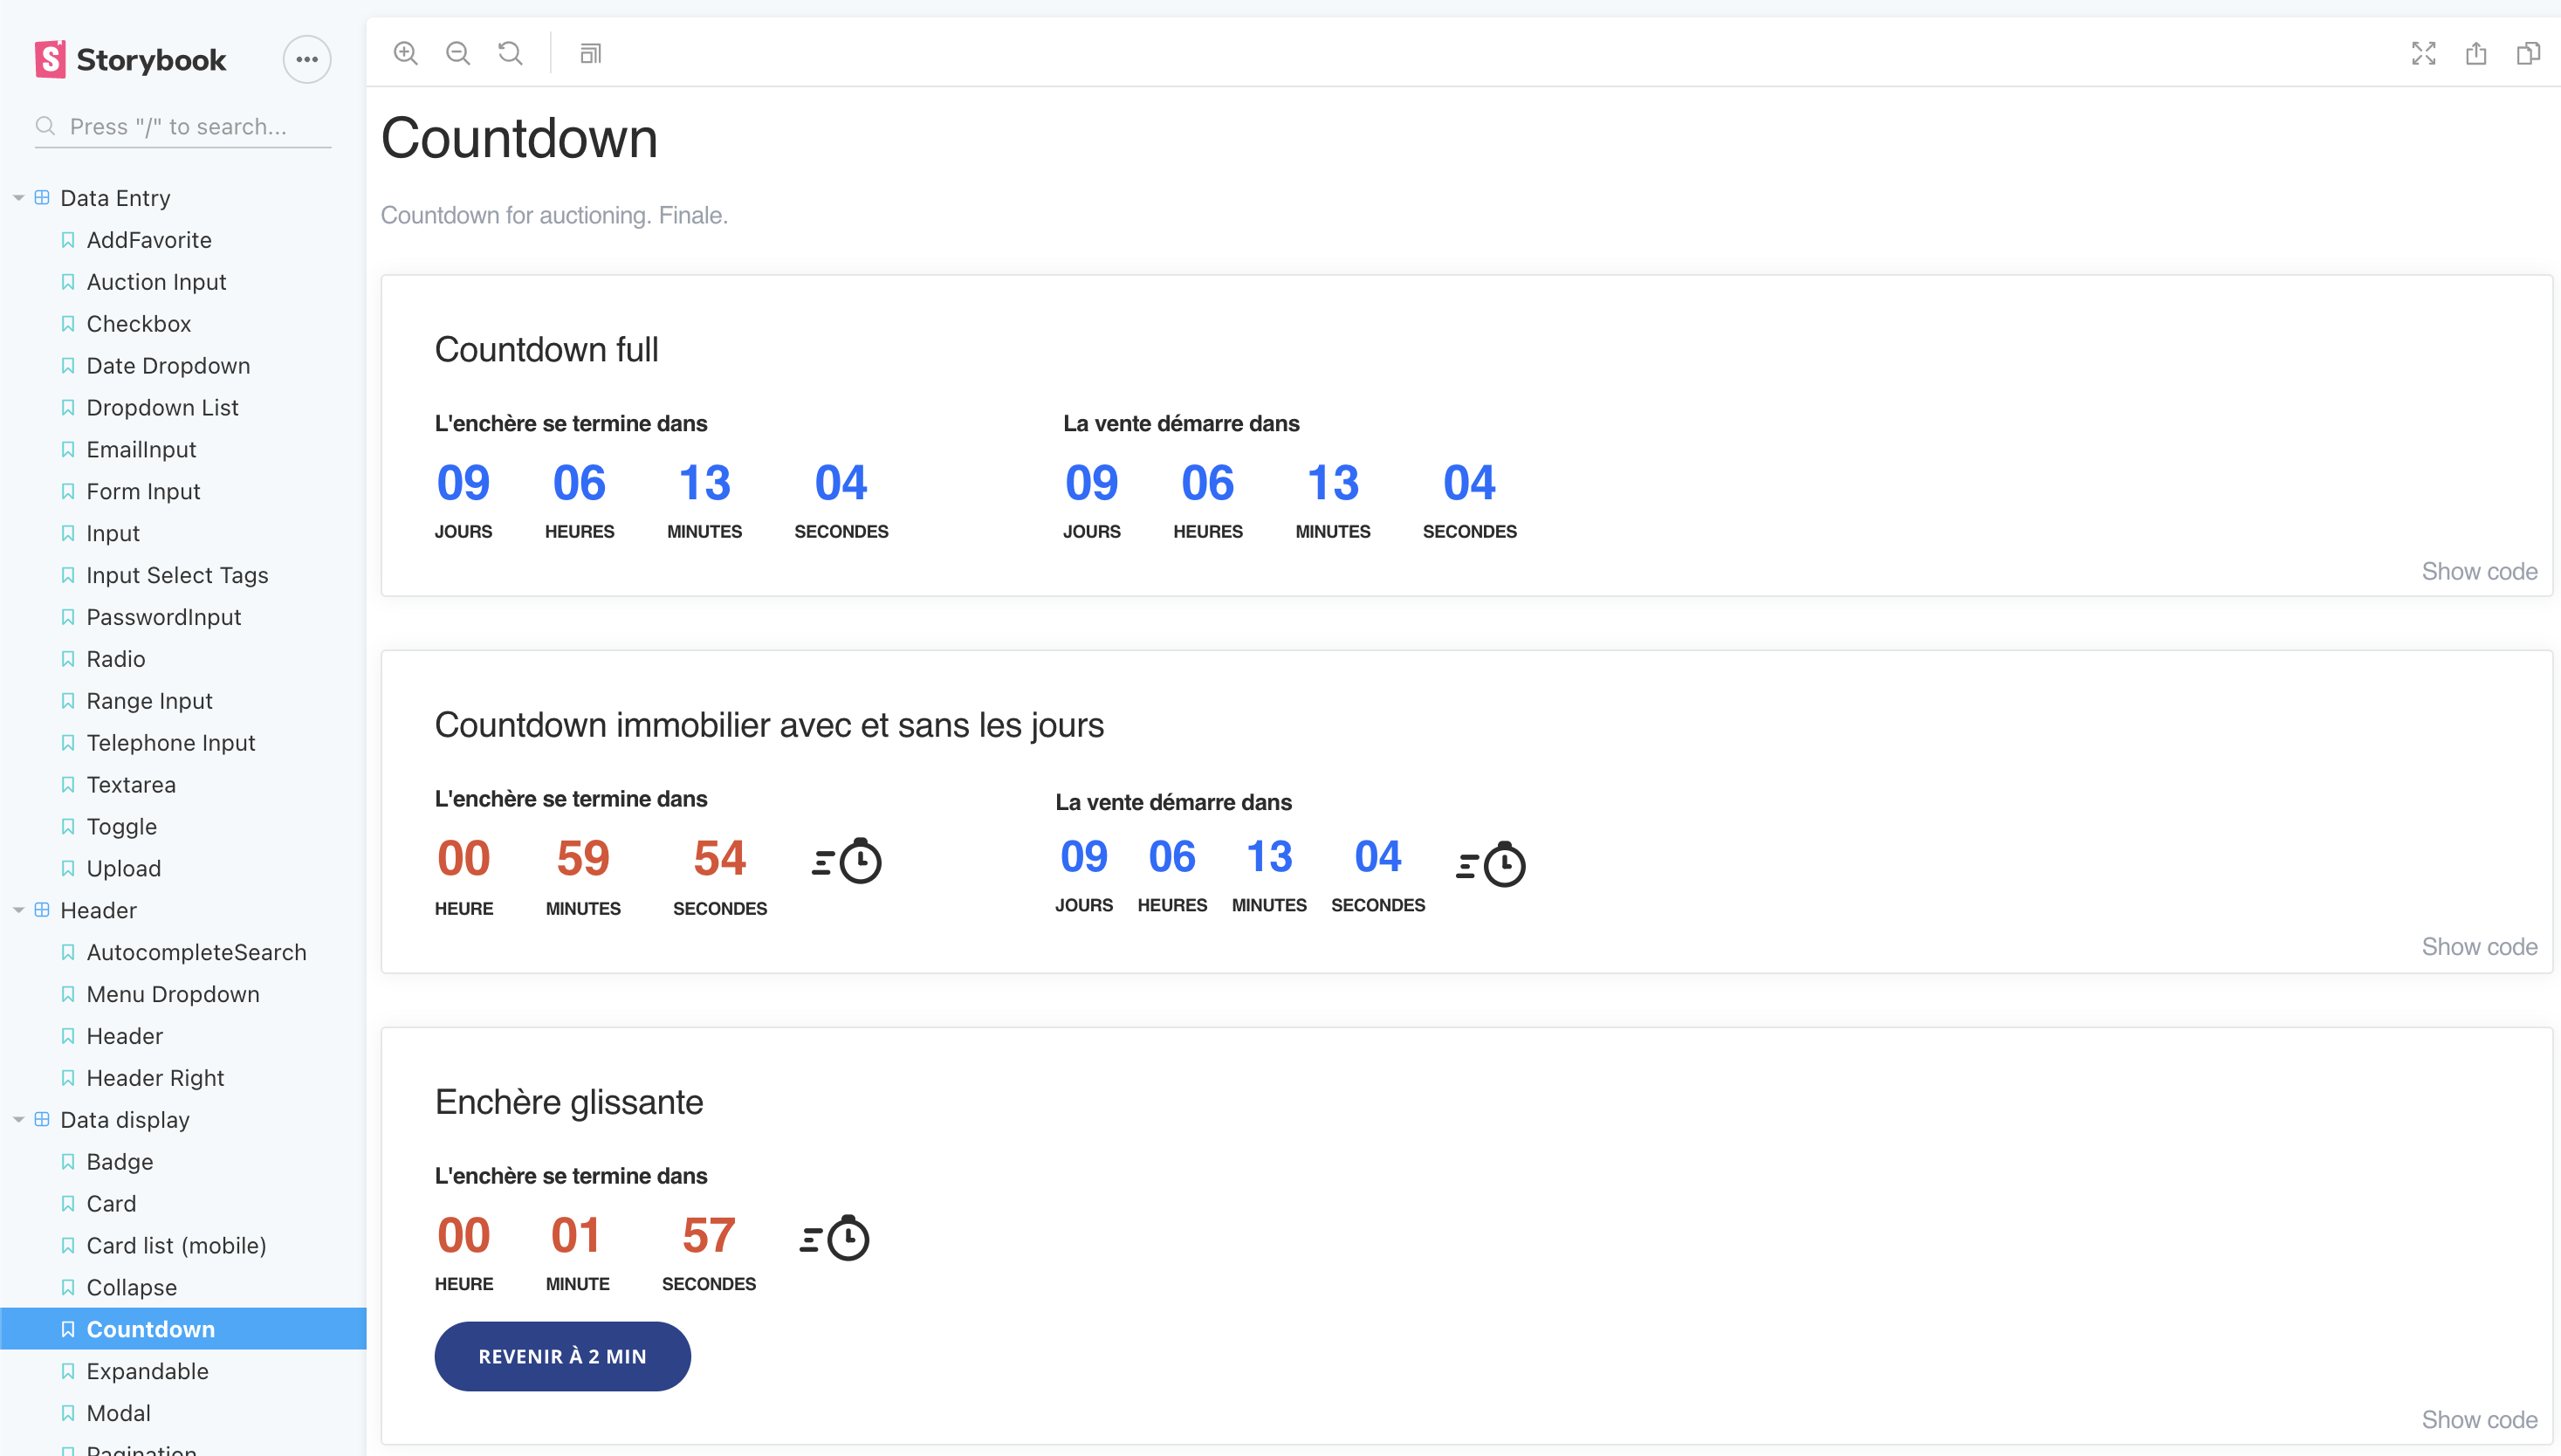 Storybook
Press "/" to search...
Data Entry
AddFavorite
Auction Input
Checkbox
Date Dropdown
Dropdown List
EmailInput
Form Input
Input
Input Select Tags
PasswordInput
Radio
Range Input
Telephone Input
Textarea
Toggle
Upload
Header
AutocompleteSearch
Menu Dropdown
Header
Header Right
Data display
Badge
Card
Card list (mobile)
Collapse
Countdown
Expandable
Modal
Pagination
Countdown
Countdown for auctioning. Finale.
Countdown full
L'enchère se termine dans
09 06 13 04
JOURS HEURES MINUTES SECONDES
La vente démarre dans
09 06 13 04
JOURS HEURES MINUTES SECONDES
Show code
Countdown immobilier avec et sans les jours
L'enchère se termine dans
00 59 54
HEURE MINUTES SECONDES
La vente démarre dans
09 06 13 04
JOURS HEURES MINUTES SECONDES
Show code
Enchère glissante
L'enchère se termine dans
00 01 57
HEURE MINUTE SECONDES
REVENIR À 2 MIN
Show code